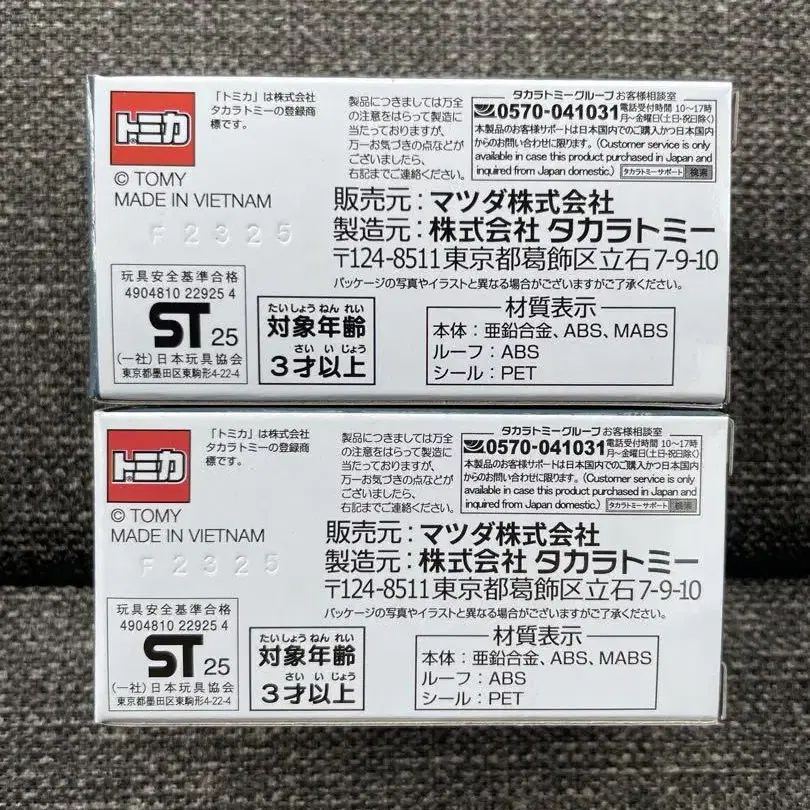 トミカ
「トミカ」は株式会社
タカラトミーの登録商
標です。
© TOMY
MADE IN VIETNAM
F2325
製品につきましては万全
の注意をはらって製造に
当たっておりますが、
万一お気づきの点などが
ございましたら、
右記までご連絡ください。
タカラトミーグループ お客様相談室
0570-041031 電話受付時間 10〜17時
月〜金曜日(土・日・祝日除く)
本製品のお客様サポートは日本国内でのご購入かつ日本国内
からのお問い合わせに限ります。(Customer service is only
available in case this product purchased in Japan and
inquired from Japan domestic.) タカラトミーサポート 検索
販売元:マツダ株式会社
製造元:株式会社 タカラトミー
〒124-8511 東京都葛飾区立石7-9-10
パッケージの写真やイラストと異なる場合がございますがご了承ください。
玩具安全基準合格
4904810 22925 4
ST 25
(一社)日本玩具協会
東京都墨田区東駒形4-22-4
たいしょうねんれい
対象年齢
さいいじょう
3才以上
材質表示
本体:亜鉛合金、ABS、MABS
ルーフ:ABS
シール:PET
トミカ
「トミカ」は株式会社
タカラトミーの登録商
標です。
© TOMY
MADE IN VIETNAM
F2325
製品につきましては万全
の注意をはらって製造に
当たっておりますが、
万一お気づきの点などが
ございましたら、
右記までご連絡ください。
タカラトミーグループ お客様相談室
0570-041031 電話受付時間 10〜17時
月〜金曜日(土・日・祝日除く)
本製品のお客様サポートは日本国内でのご購入かつ日本国内
からのお問い合わせに限ります。(Customer service is only
available in case this product purchased in Japan and
inquired from Japan domestic.) タカラトミーサポート 検索
販売元:マツダ株式会社
製造元:株式会社 タカラトミー
〒124-8511 東京都葛飾区立石7-9-10
パッケージの写真やイラストと異なる場合がございますがご了承ください。
玩具安全基準合格
4904810 22925 4
ST 25
(一社)日本玩具協会
東京都墨田区東駒形4-22-4
たいしょうねんれい
対象年齢
さいいじょう
3才以上
材質表示
本体:亜鉛合金、ABS、MABS
ルーフ:ABS
シール:PET